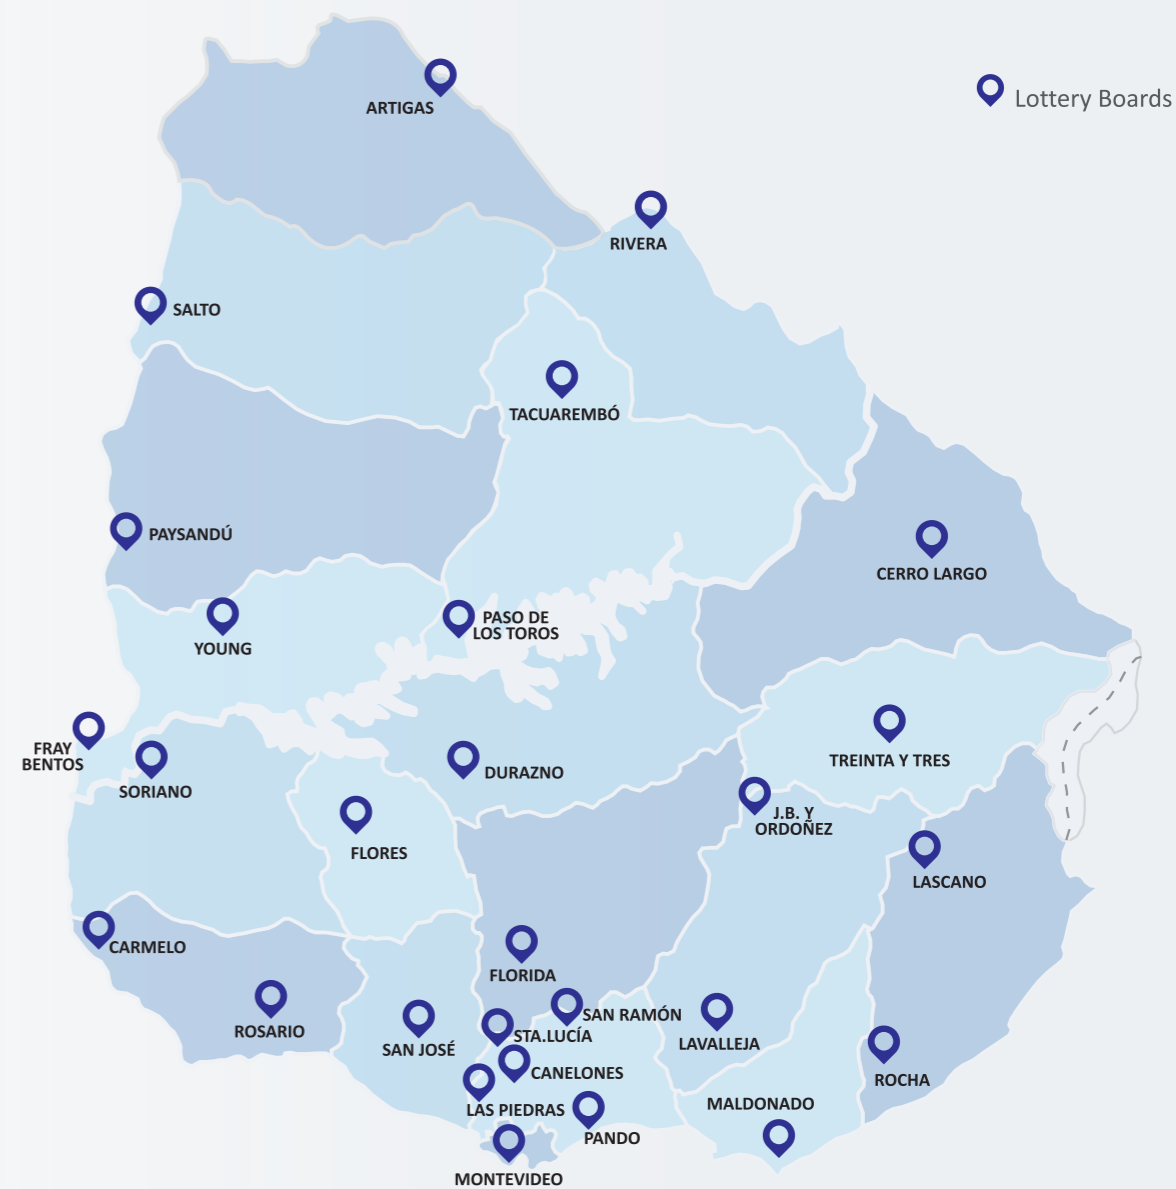 ARTIGAS
Lottery Boards
RIVERA
SALTO
TACUAREMBÓ
PAYSANDÚ
CERRO LARGO
YOUNG
PASO DE
LOS TOROS
FRAY
BENTOS
SORIANO
DURAZNO
TREINTA Y TRES
J.B. Y
ORDOÑEZ
FLORES
LASCANO
CARMELO
FLORIDA
ROSARIO
SAN JOSÉ
STA.LUCÍA
SAN RAMÓN
LAVALLEJA
CANELONES
ROCHA
LAS PIEDRAS
MALDONADO
PANDO
MONTEVIDEO